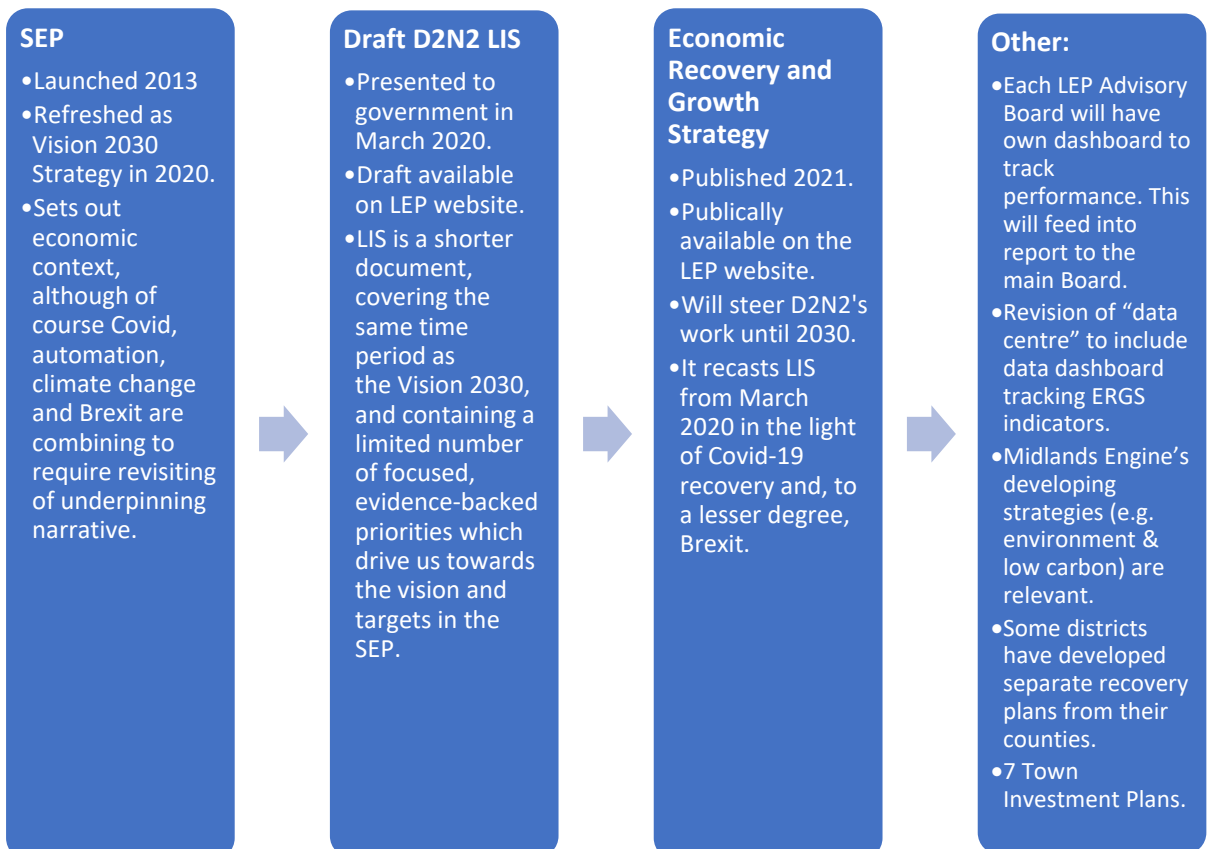 SEP
•Launched 2013
•Refreshed as
Vision 2030
Strategy in 2020.
•Sets out
economic
context,
although of
course Covid,
automation,
climate change
and Brexit are
combining to
require revisiting
of underpinning
narrative.
Draft D2N2 LIS
•Presented to
government in
March 2020.
•Draft available
on LEP website.
•LIS is a shorter
document,
covering the
same time
period as
the Vision 2030,
and containing a
limited number
of focused,
evidence-backed
priorities which
drive us towards
the vision and
targets in the
SEP.
Economic
Recovery and
Growth
Strategy
•Published 2021.
•Publically
available on the
LEP website.
•Will steer D2N2's
work until 2030.
•It recasts LIS
from March
2020 in the light
of Covid-19
recovery and, to
a lesser degree,
Brexit.
Other:
•Each LEP Advisory
Board will have
own dashboard to
track
performance. This
will feed into
report to the
main Board.
•Revision of “data
centre” to include
data dashboard
tracking ERGS
indicators.
•Midlands Engine’s
developing
strategies (e.g.
environment &
low carbon) are
relevant.
•Some districts
have developed
separate recovery
plans from their
counties.
•7 Town
Investment Plans.